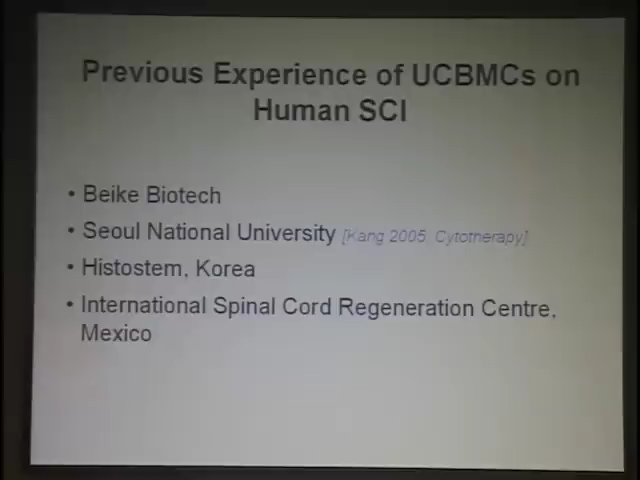 Previous Experience of UCBMCs on
Human SCI
• Beike Biotech
• Seoul National University [Kang 2005, Cytotherapy]
• Histostem, Korea
• International Spinal Cord Regeneration Centre,
Mexico